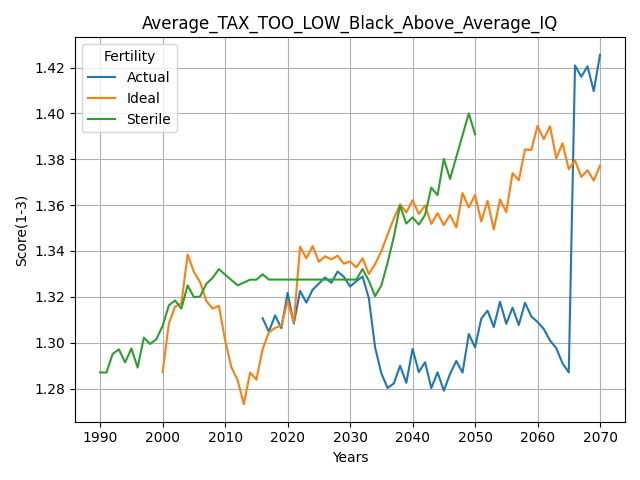 Average_TAX_TOO_LOW_Black_Above_Average_IQ
Fertility
Actual
Ideal
Sterile
Score(1-3)
1.42
1.40
1.38
1.36
1.34
1.32
1.30
1.28
1990
2000
2010
2020
2030
2040
2050
2060
2070
Years